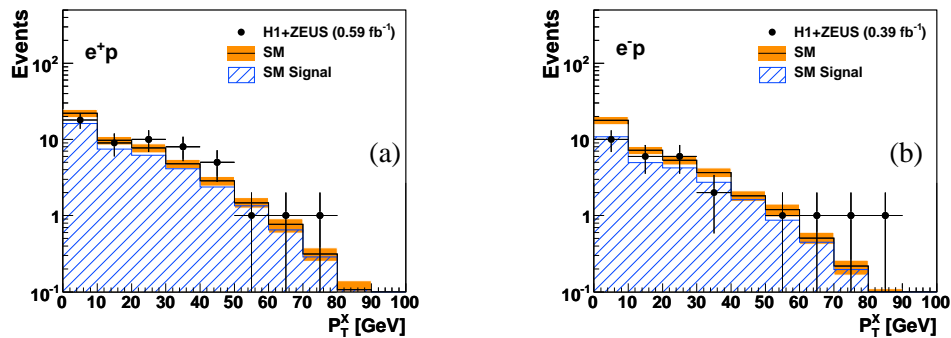 Events
e⁺p
H1+ZEUS (0.59 fb⁻¹)
SM
SM Signal
(a)
10²
10
1
10⁻¹
0 10 20 30 40 50 60 70 80 90 100
P_T^X [GeV]
Events
e⁻p
H1+ZEUS (0.39 fb⁻¹)
SM
SM Signal
(b)
10²
10
1
10⁻¹
0 10 20 30 40 50 60 70 80 90 100
P_T^X [GeV]